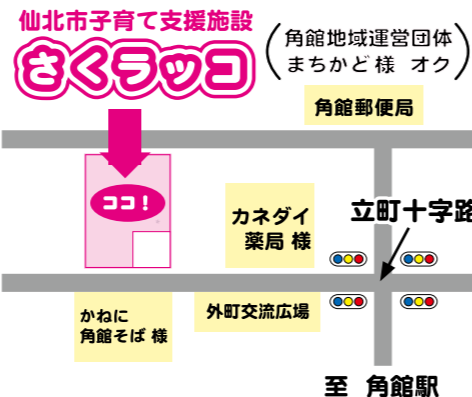 仙北市子育て支援施設
さくラッコ
(角館地域運営団体
まちかど様 オク)
角館郵便局
ココ!
カネダイ
薬局 様
立町十字路
かねに
角館そば 様
外町交流広場
至 角館駅